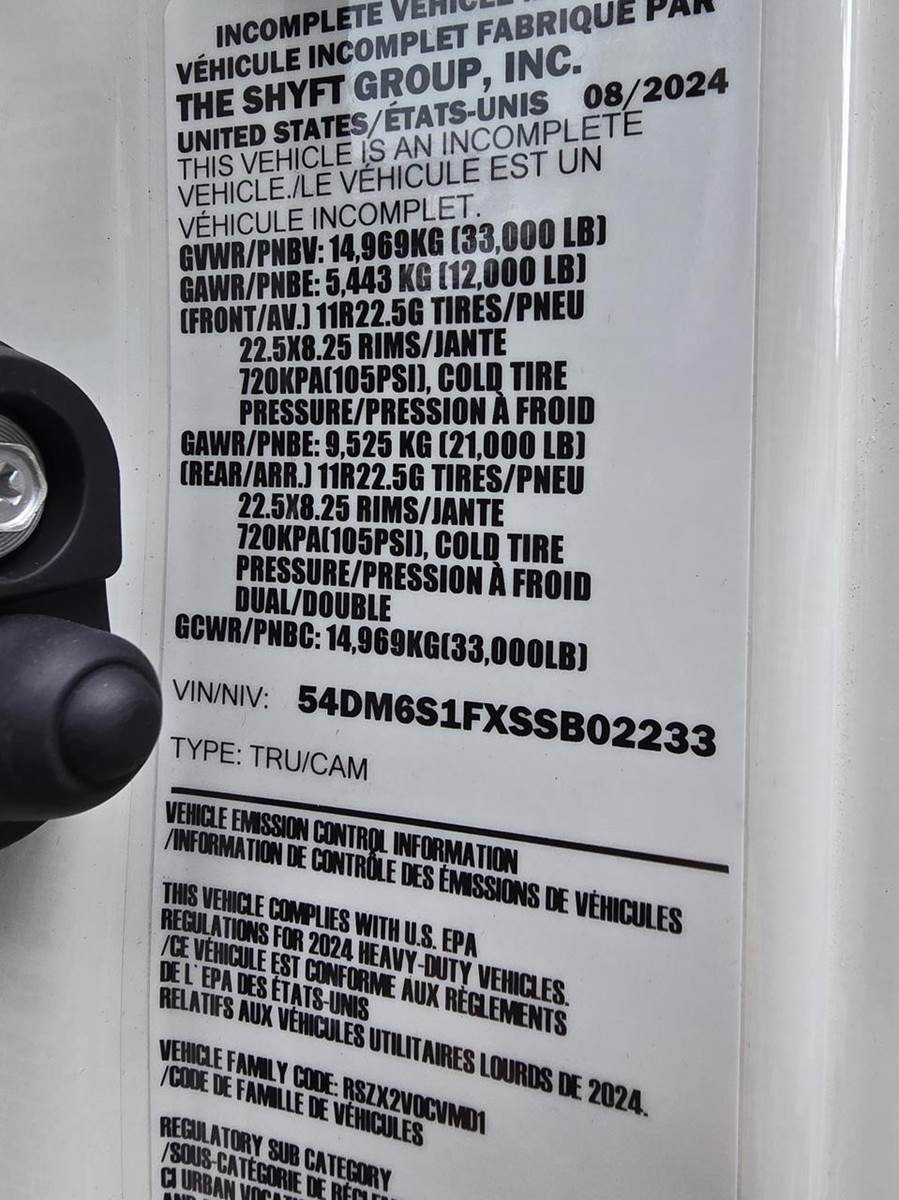 INCOMPLETE VEHICLE
VÉHICULE INCOMPLET FABRIQUÉ PAR
THE SHYFT GROUP, INC.
UNITED STATES/ÉTATS-UNIS 08/2024
THIS VEHICLE IS AN INCOMPLETE
VEHICLE./LE VÉHICULE EST UN
VÉHICULE INCOMPLET.
GVWR/PNBV: 14,969KG (33,000 LB)
GAWR/PNBE: 5,443 KG (12,000 LB)
(FRONT/AV.) 11R22.5G TIRES/PNEU
22.5X8.25 RIMS/JANTE
720KPA(105PSI), COLD TIRE
PRESSURE/PRESSION À FROID
GAWR/PNBE: 9,525 KG (21,000 LB)
(REAR/ARR.) 11R22.5G TIRES/PNEU
22.5X8.25 RIMS/JANTE
720KPA(105PSI), COLD TIRE
PRESSURE/PRESSION À FROID
DUAL/DOUBLE
GCWR/PNBC: 14,969KG(33,000LB)
VIN/NIV: 54DM6S1FXSSB02233
TYPE: TRU/CAM
VEHICLE EMISSION CONTROL INFORMATION
/INFORMATION DE CONTRÔLE DES ÉMISSIONS DE VÉHICULES
THIS VEHICLE COMPLIES WITH U.S. EPA
REGULATIONS FOR 2024 HEAVY-DUTY VEHICLES.
/CE VÉHICULE EST CONFORME AUX RÈGLEMENTS
DE L'EPA DES ÉTATS-UNIS
RELATIFS AUX VÉHICULES UTILITAIRES LOURDS DE 2024.
VEHICLE FAMILY CODE: RSZX2VOCVMD1
/CODE DE FAMILLE DE VÉHICULES
REGULATORY SUB CATEGORY
/SOUS-CATÉGORIE DE
CI URBAN